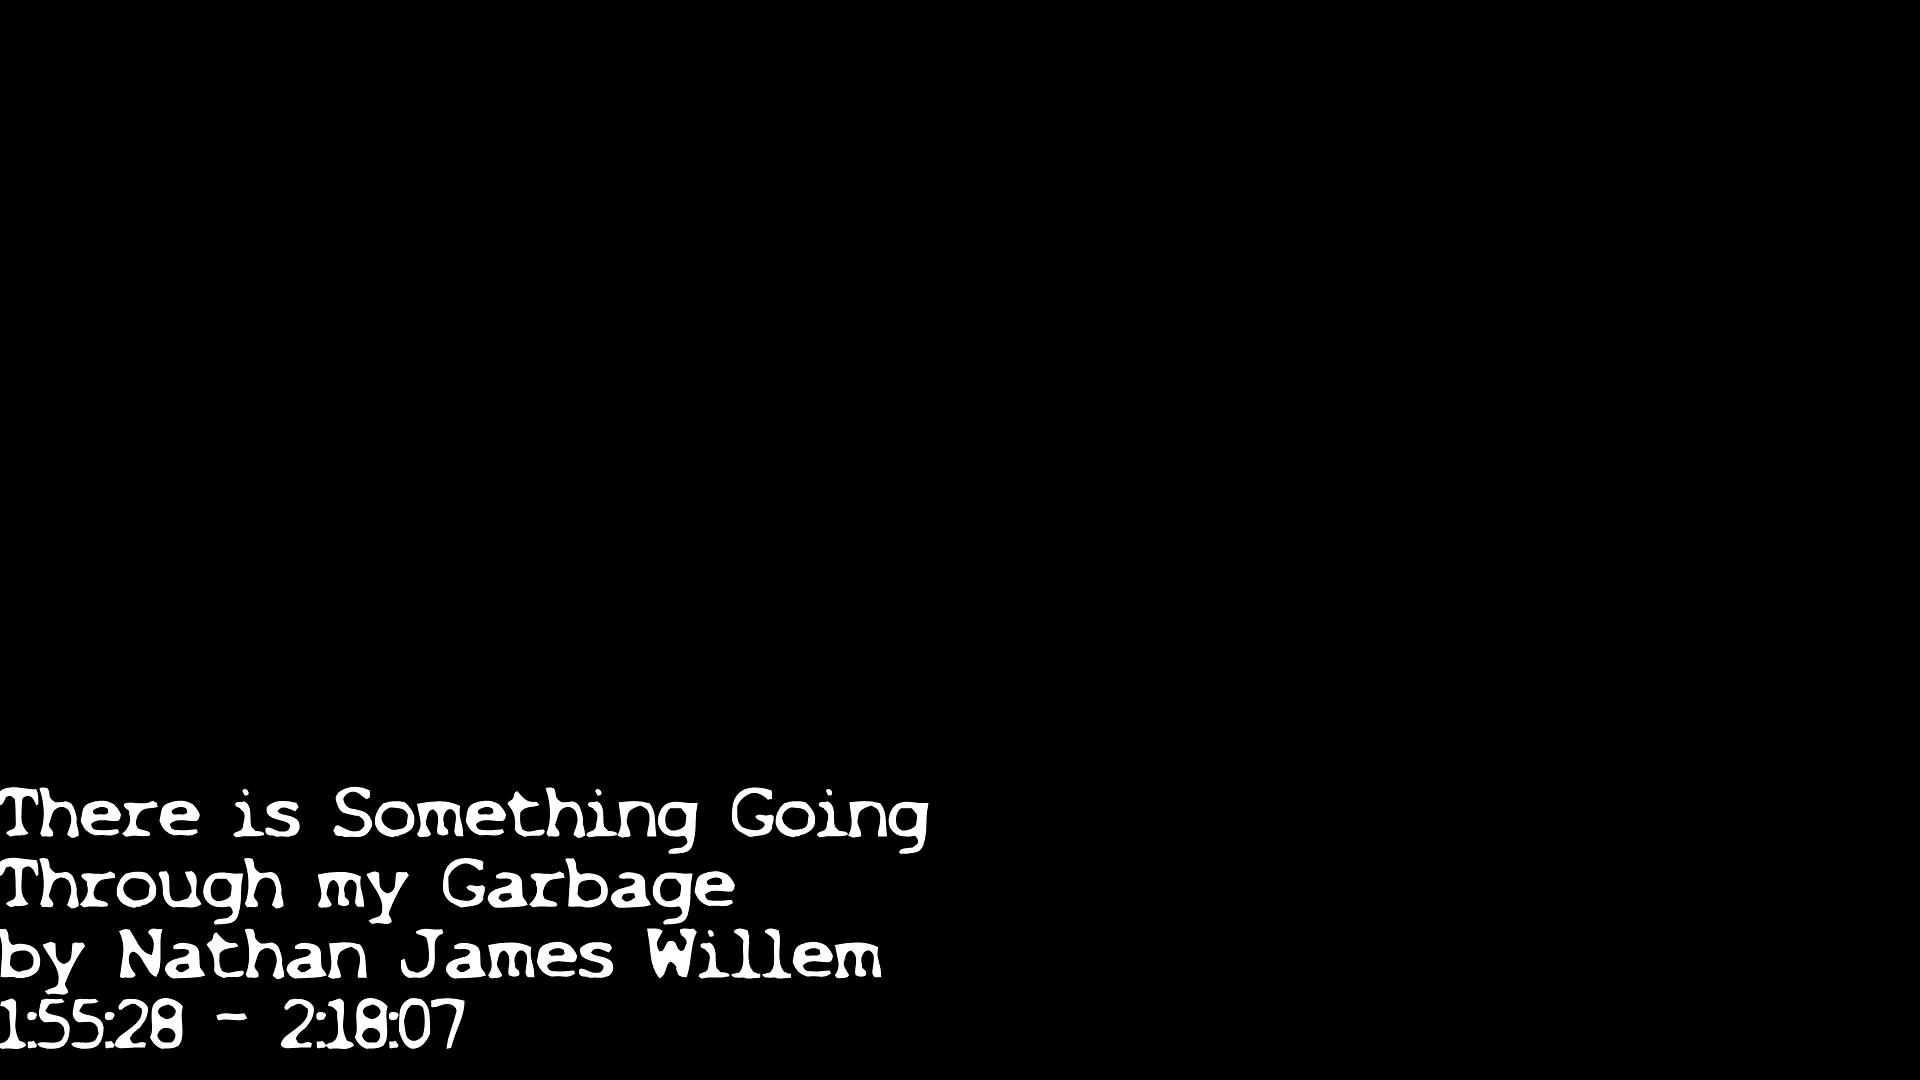 There is Something Going
Through my Garbage
by Nathan James Willem
1:55:28 - 2:18:07